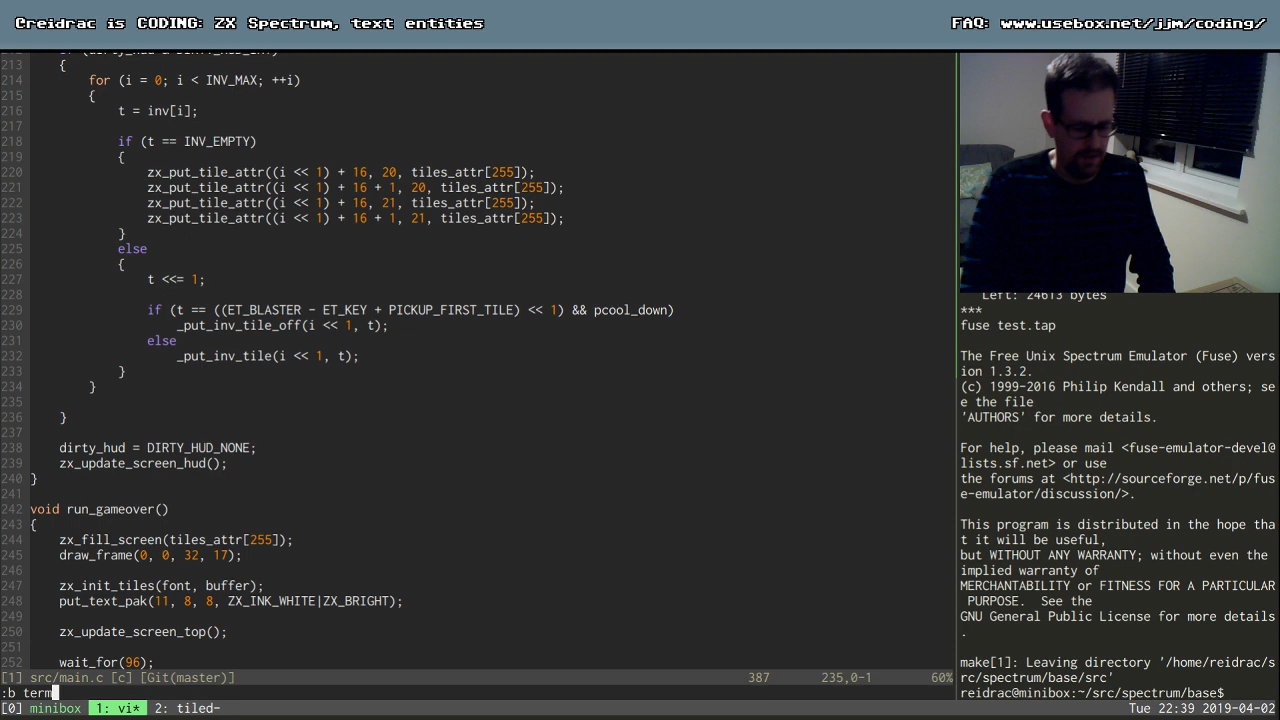 Creidrac is CODING: ZX Spectrum, text entities
FAQ: www.usebox.net/jjm/coding/
213 {
214 for (i = 0; i < INV_MAX; ++i)
215 {
216 t = inv[i];
217
218 if (t == INV_EMPTY)
219 {
220 zx_put_tile_attr((i << 1) + 16, 20, tiles_attr[255]);
221 zx_put_tile_attr((i << 1) + 16 + 1, 20, tiles_attr[255]);
222 zx_put_tile_attr((i << 1) + 16, 21, tiles_attr[255]);
223 zx_put_tile_attr((i << 1) + 16 + 1, 21, tiles_attr[255]);
224 }
225 else
226 {
227 t <<= 1;
228
229 if (t == ((ET_BLASTER - ET_KEY + PICKUP_FIRST_TILE) << 1) && pcool_down)
230 _put_inv_tile_off(i << 1, t);
231 else
232 _put_inv_tile(i << 1, t);
233 }
234 }
235
236 }
237
238 dirty_hud = DIRTY_HUD_NONE;
239 zx_update_screen_hud();
240 }
241
242 void run_gameover()
243 {
244 zx_fill_screen(tiles_attr[255]);
245 draw_frame(0, 0, 32, 17);
246
247 zx_init_tiles(font, buffer);
248 put_text_pak(11, 8, 8, ZX_INK_WHITE|ZX_BRIGHT);
249
250 zx_update_screen_top();
251
252 wait_for(96);
[1] src/main.c [c] [Git(master)] 387 235,0-1 60%
:b term
Left: 24613 bytes
***
fuse test.tap
The Free Unix Spectrum Emulator (Fuse) vers
ion 1.3.2.
(c) 1999-2016 Philip Kendall and others; se
e the file
'AUTHORS' for more details.
For help, please mail <fuse-emulator-devel@
lists.sf.net> or use
the forums at <http://sourceforge.net/p/fus
e-emulator/discussion/>.
This program is distributed in the hope tha
t it will be useful,
but WITHOUT ANY WARRANTY; without even the
implied warranty of
MERCHANTABILITY or FITNESS FOR A PARTICULAR
PURPOSE. See the
GNU General Public License for more details
.
make[1]: Leaving directory '/home/reidrac/s
rc/spectrum/base/src'
reidrac@minibox:~/src/spectrum/base$
[0] minibox 1: vi* 2: tiled- Tue 22:39 2019-04-02